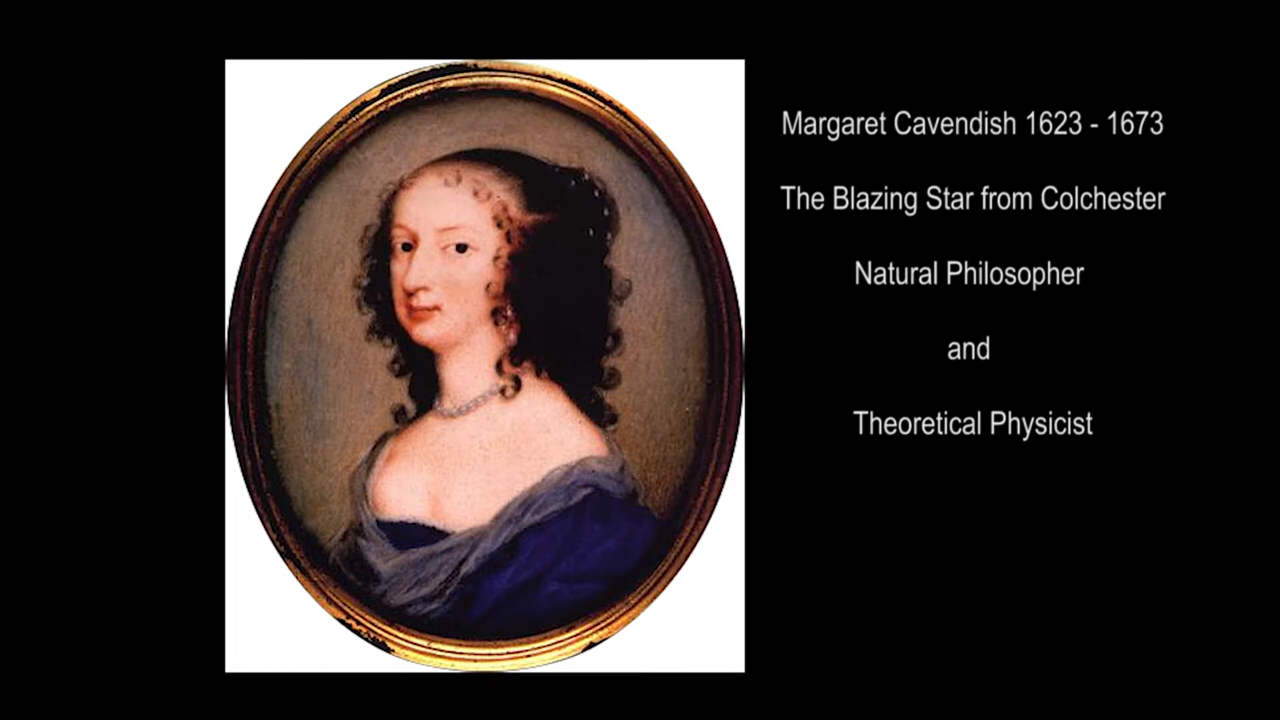 Margaret Cavendish 1623 - 1673
The Blazing Star from Colchester
Natural Philosopher
and
Theoretical Physicist